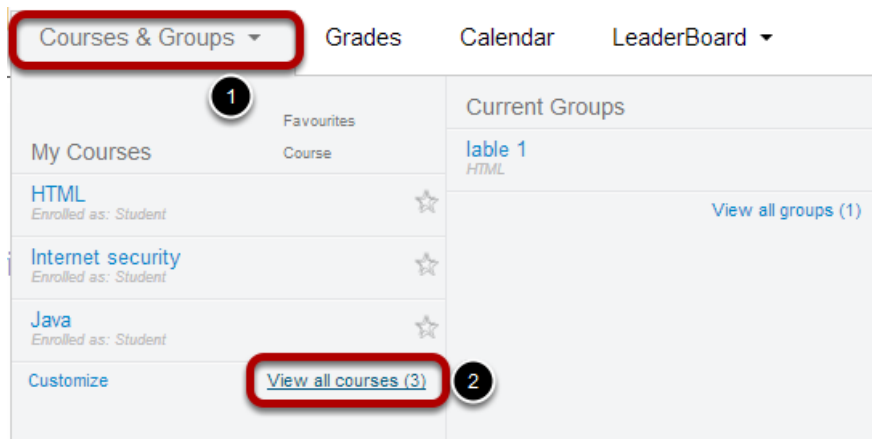 Courses & Groups Grades Calendar LeaderBoard
1
Favourites
Course
My Courses
HTML
Enrolled as: Student
Internet security
Enrolled as: Student
Java
Enrolled as: Student
Customize View all courses (3) 2
Current Groups
lable 1
HTML
View all groups (1)